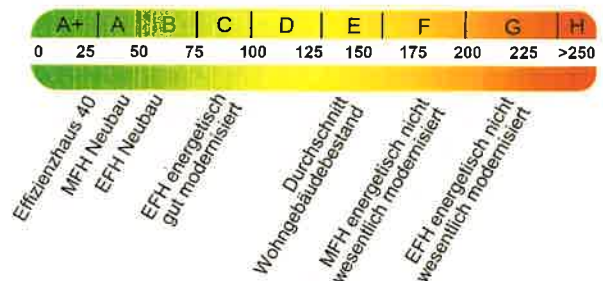 A+ A B C D E F G H
0 25 50 75 100 125 150 175 200 225 >250
Effizienzhaus 40
MFH Neubau
EFH Neubau
EFH energetisch
gut modernisiert
Durchschnitt
Wohngebäudebestand
MFH energetisch nicht
wesentlich modernisiert
EFH energetisch nicht
wesentlich modernisiert